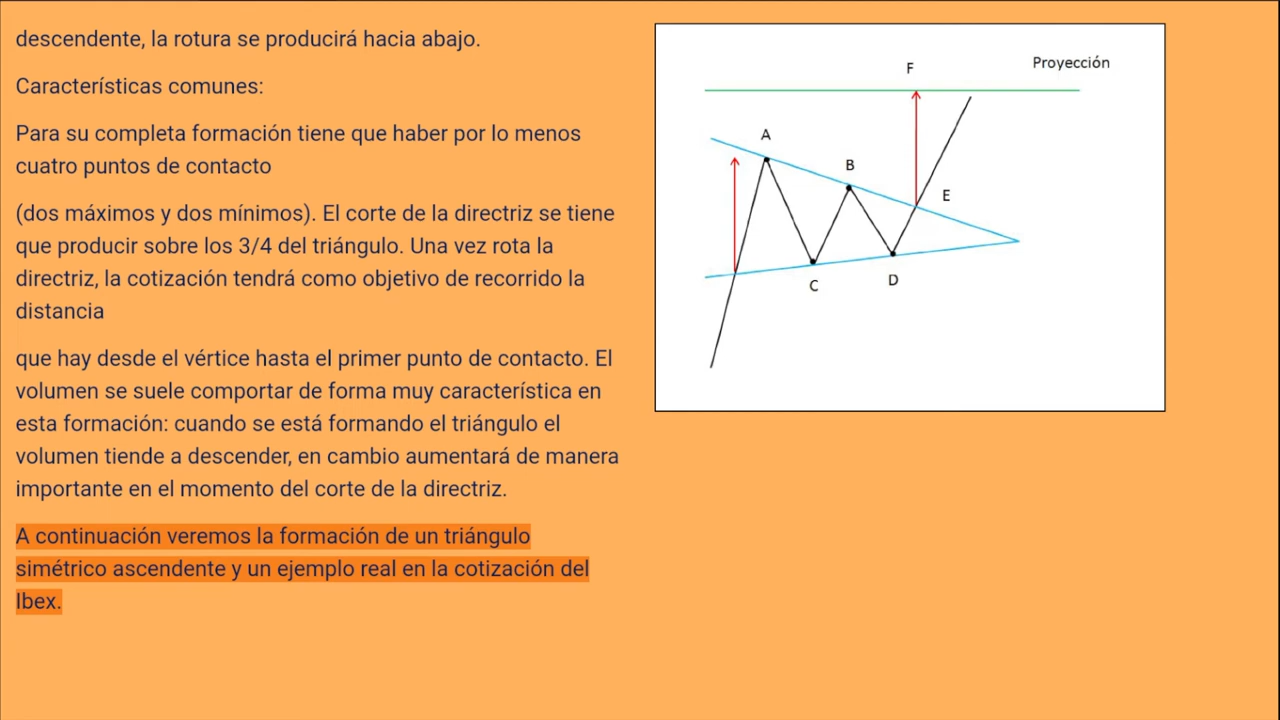 descendente, la rotura se producirá hacia abajo.
Características comunes:
Para su completa formación tiene que haber por lo menos
cuatro puntos de contacto
(dos máximos y dos mínimos). El corte de la directriz se tiene
que producir sobre los 3/4 del triángulo. Una vez rota la
directriz, la cotización tendrá como objetivo de recorrido la
distancia
que hay desde el vértice hasta el primer punto de contacto. El
volumen se suele comportar de forma muy característica en
esta formación: cuando se está formando el triángulo el
volumen tiende a descender, en cambio aumentará de manera
importante en el momento del corte de la directriz.
A continuación veremos la formación de un triángulo
simétrico ascendente y un ejemplo real en la cotización del
Ibex.
F
Proyección
A
B
E
C
D